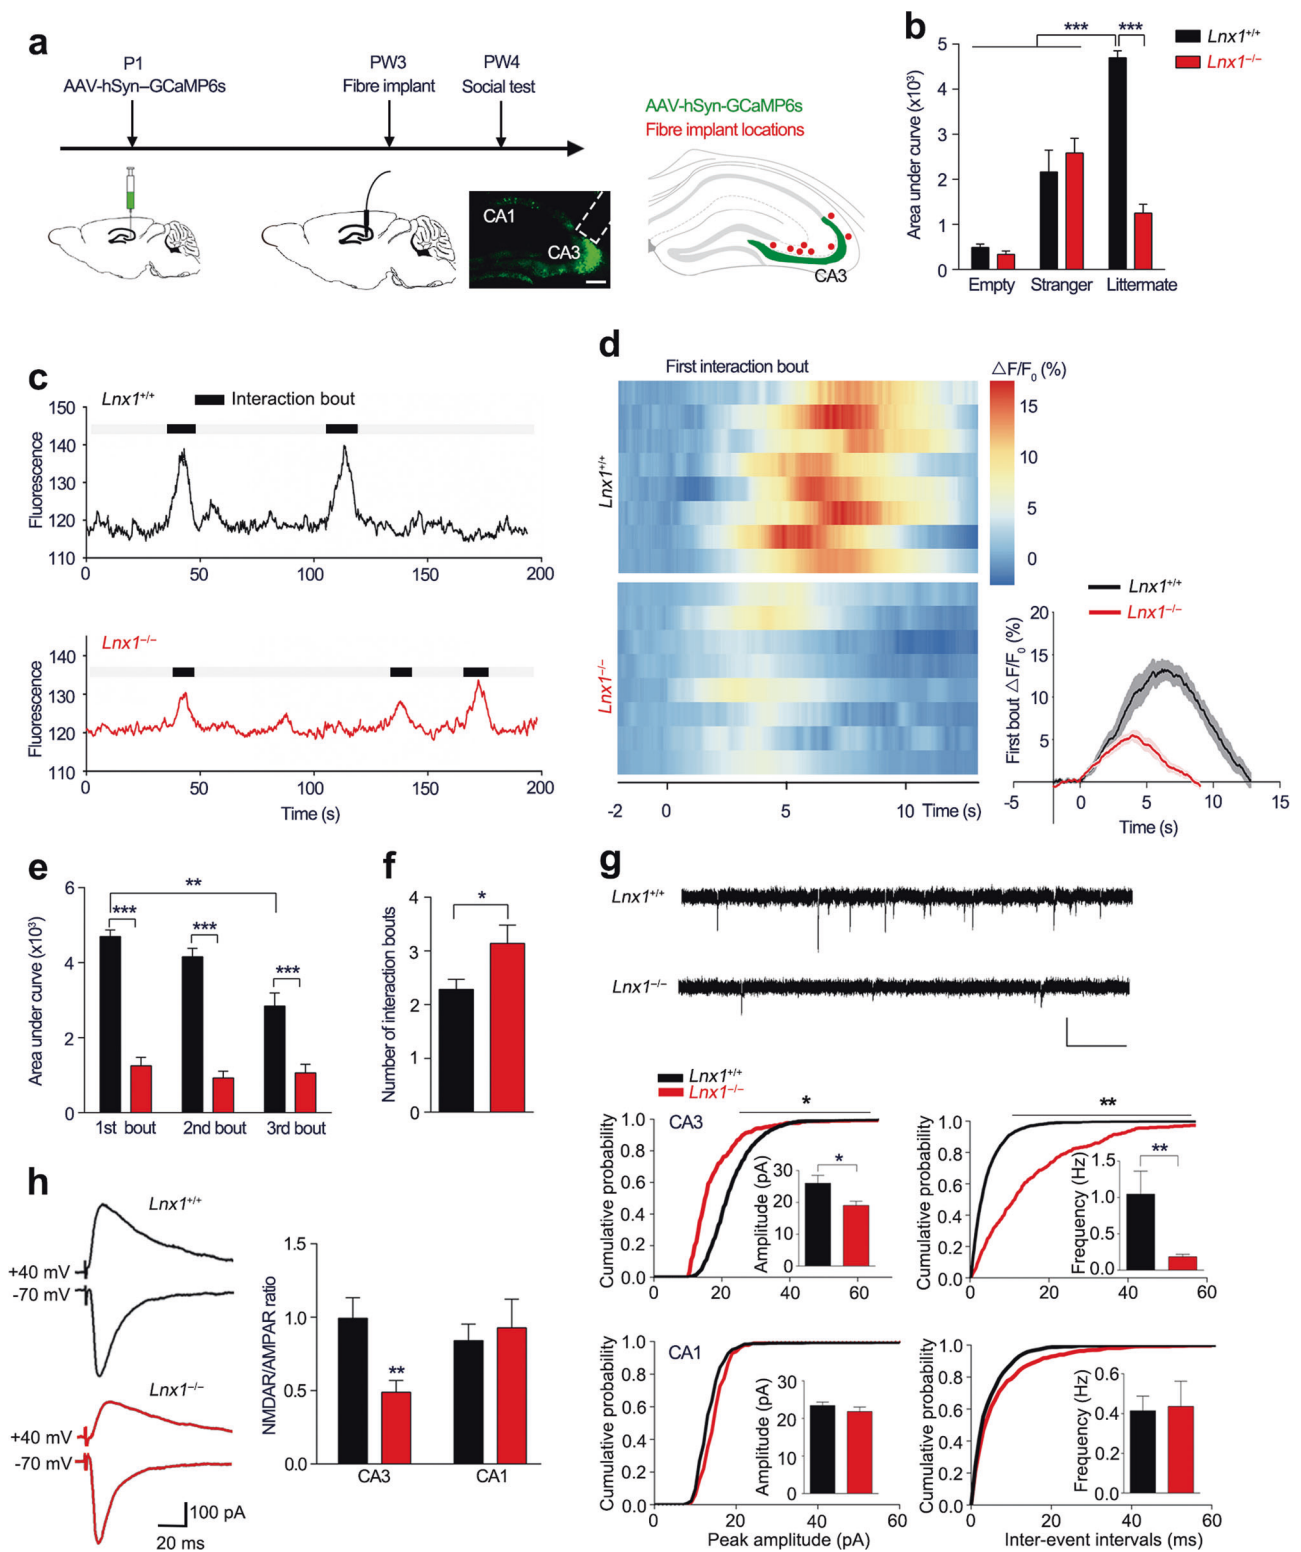 a
P1
AAV-hSyn–GCaMP6s
PW3
Fibre implant
PW4
Social test
CA1
CA3
AAV-hSyn-GCaMP6s
Fibre implant locations
CA3
b
Lnx1+/+
Lnx1–/–
***
***
Area under curve (x10³)
5
4
3
2
1
0
Empty
Stranger
Littermate
c
Lnx1+/+
Interaction bout
Fluorescence
150
140
130
120
110
0
50
100
150
200
Lnx1–/–
Fluorescence
140
130
120
110
0
50
100
150
200
Time (s)
d
First interaction bout
△F/F₀ (%)
15
10
5
0
Lnx1+/+
Lnx1–/–
-2
0
5
10
Time (s)
Lnx1+/+
Lnx1–/–
First bout △F/F₀ (%)
20
15
10
5
-5
0
5
10
15
Time (s)
e
Area under curve (x10³)
6
4
2
0
**
***
***
***
1st bout
2nd bout
3rd bout
f
Number of interaction bouts
4
3
2
1
0
*
g
Lnx1+/+
Lnx1–/–
Lnx1+/+
Lnx1–/–
CA3
*
Cumulative probability
1.0
0.8
0.6
0.4
0.2
0.0
Amplitude (pA)
30
20
10
0
*
0
20
40
60
**
Cumulative probability
1.0
0.8
0.6
0.4
0.2
0.0
Frequency (Hz)
1.5
1.0
0.5
0.0
**
0
20
40
60
CA1
Cumulative probability
1.0
0.8
0.6
0.4
0.2
0.0
Amplitude (pA)
30
20
10
0
0
20
40
60
Peak amplitude (pA)
Cumulative probability
1.0
0.8
0.6
0.4
0.2
0.0
Frequency (Hz)
0.6
0.4
0.2
0.0
0
20
40
60
Inter-event intervals (ms)
h
Lnx1+/+
+40 mV
-70 mV
Lnx1–/–
+40 mV
-70 mV
100 pA
20 ms
NMDAR/AMPAR ratio
1.5
1.0
0.5
0.0
**
CA3
CA1